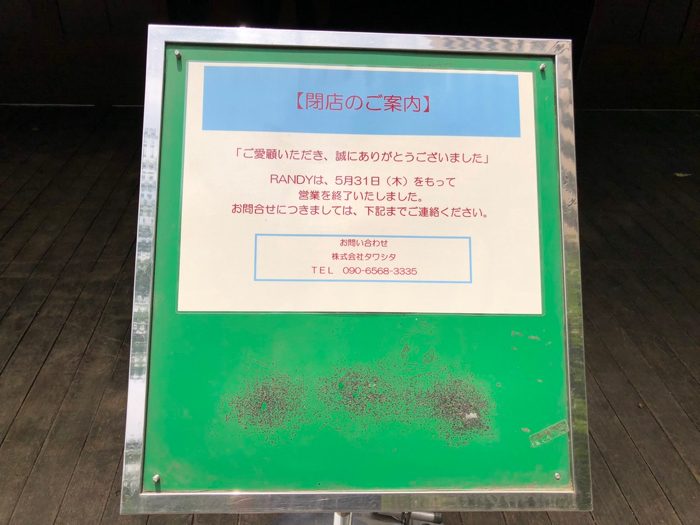 【閉店のご案内】
「ご愛顧いただき、誠にありがとうございました」
RANDYは、5月31日（木）をもって
営業を終了いたしました。
お問合せにつきましては、下記までご連絡ください。
お問い合わせ
株式会社タワシタ
TEL 090-6568-3335